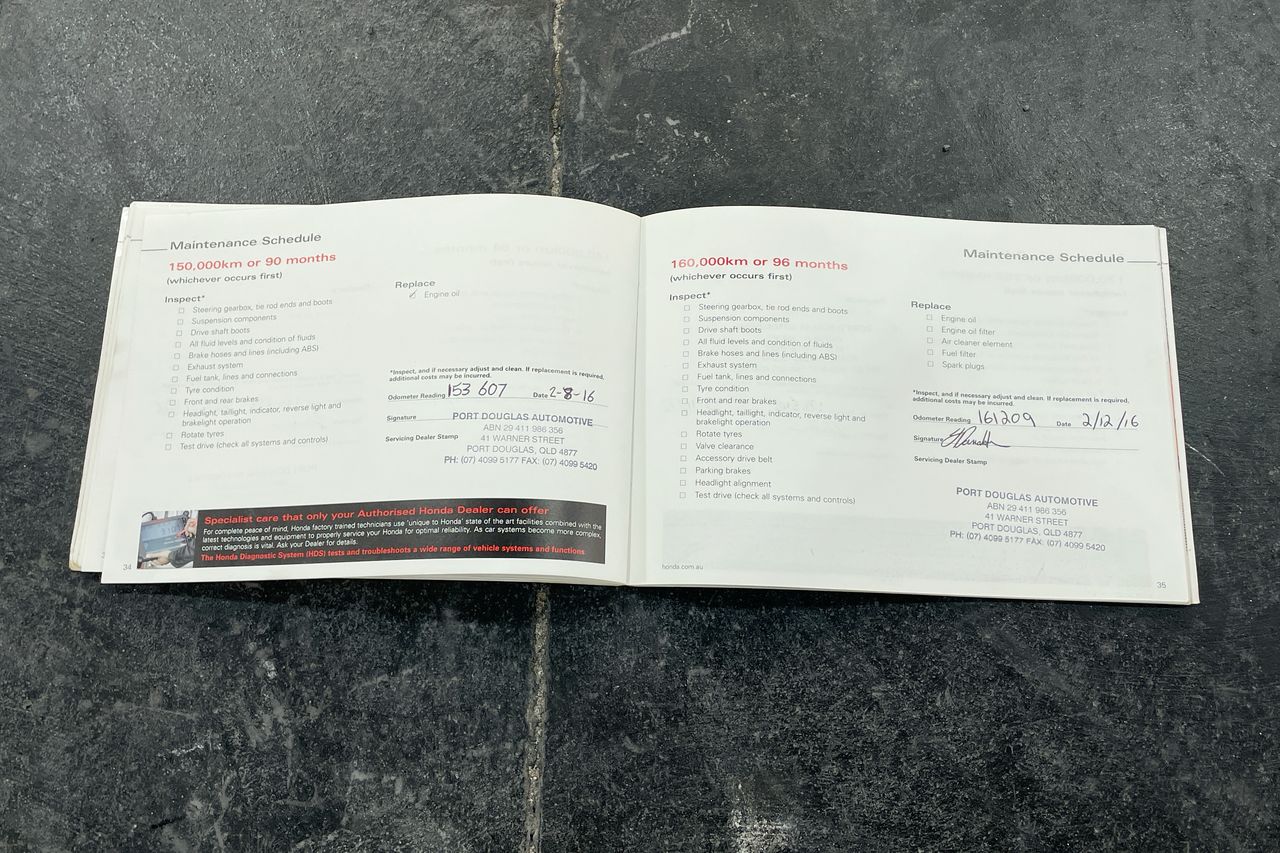 Maintenance Schedule
150,000km or 90 months
(whichever occurs first)
Inspect*
Steering gearbox, tie rod ends and boots
Suspension components
Drive shaft boots
All fluid levels and condition of fluids
Brake hoses and lines (including ABS)
Exhaust system
Fuel tank, lines and connections
Tyre condition
Front and rear brakes
Headlight, taillight, indicator, reverse light and
brakelight operation
Rotate tyres
Test drive (check all systems and controls)
Replace
Engine oil
*Inspect, and if necessary adjust and clean. If replacement is required,
additional costs may be incurred.
Odometer Reading 153 607 Date 2-8-16
Signature
Servicing Dealer Stamp
PORT DOUGLAS AUTOMOTIVE
ABN 29 411 986 356
41 WARNER STREET
PORT DOUGLAS, QLD 4877
PH: (07) 4099 5177 FAX: (07) 4099 5420
Specialist care that only your Authorised Honda Dealer can offer
For complete peace of mind, Honda factory trained technicians use 'unique to Honda' state of the art facilities combined with the
latest technologies and equipment to properly service your Honda for optimal reliability. As car systems become more complex,
correct diagnosis is vital. Ask your Dealer for details.
The Honda Diagnostic System (HDS) tests and troubleshoots a wide range of vehicle systems and functions
34
Maintenance Schedule
160,000km or 96 months
(whichever occurs first)
Inspect*
Steering gearbox, tie rod ends and boots
Suspension components
Drive shaft boots
All fluid levels and condition of fluids
Brake hoses and lines (including ABS)
Exhaust system
Fuel tank, lines and connections
Tyre condition
Front and rear brakes
Headlight, taillight, indicator, reverse light and
brakelight operation
Rotate tyres
Valve clearance
Accessory drive belt
Parking brakes
Headlight alignment
Test drive (check all systems and controls)
Replace
Engine oil
Engine oil filter
Air cleaner element
Fuel filter
Spark plugs
*Inspect, and if necessary adjust and clean. If replacement is required,
additional costs may be incurred.
Odometer Reading 161209 Date 2/12/16
Signature
Servicing Dealer Stamp
PORT DOUGLAS AUTOMOTIVE
ABN 29 411 986 356
41 WARNER STREET
PORT DOUGLAS, QLD 4877
PH: (07) 4099 5177 FAX: (07) 4099 5420
honda.com.au
35